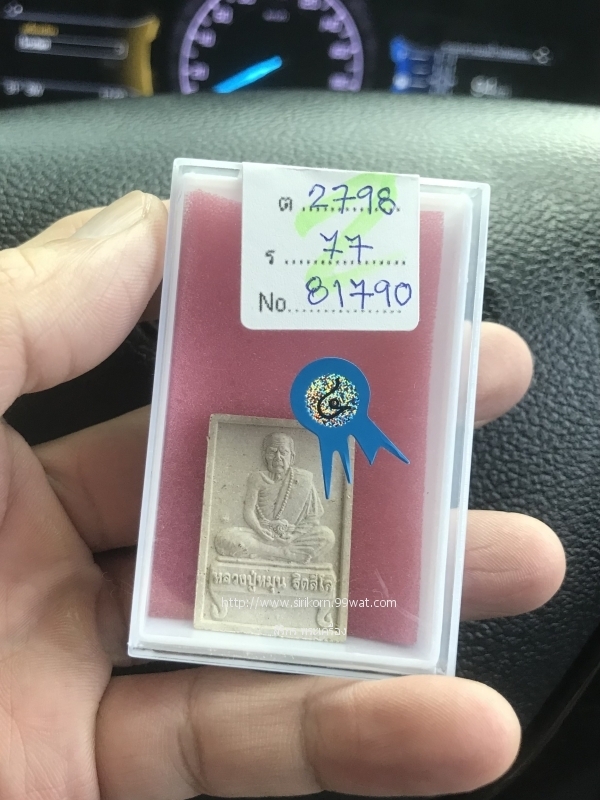 ต 2798
ร 77
No. 81790
หลวงปู่หมุน ฐิตสีโล
http://www.sirikorn.99wat.com